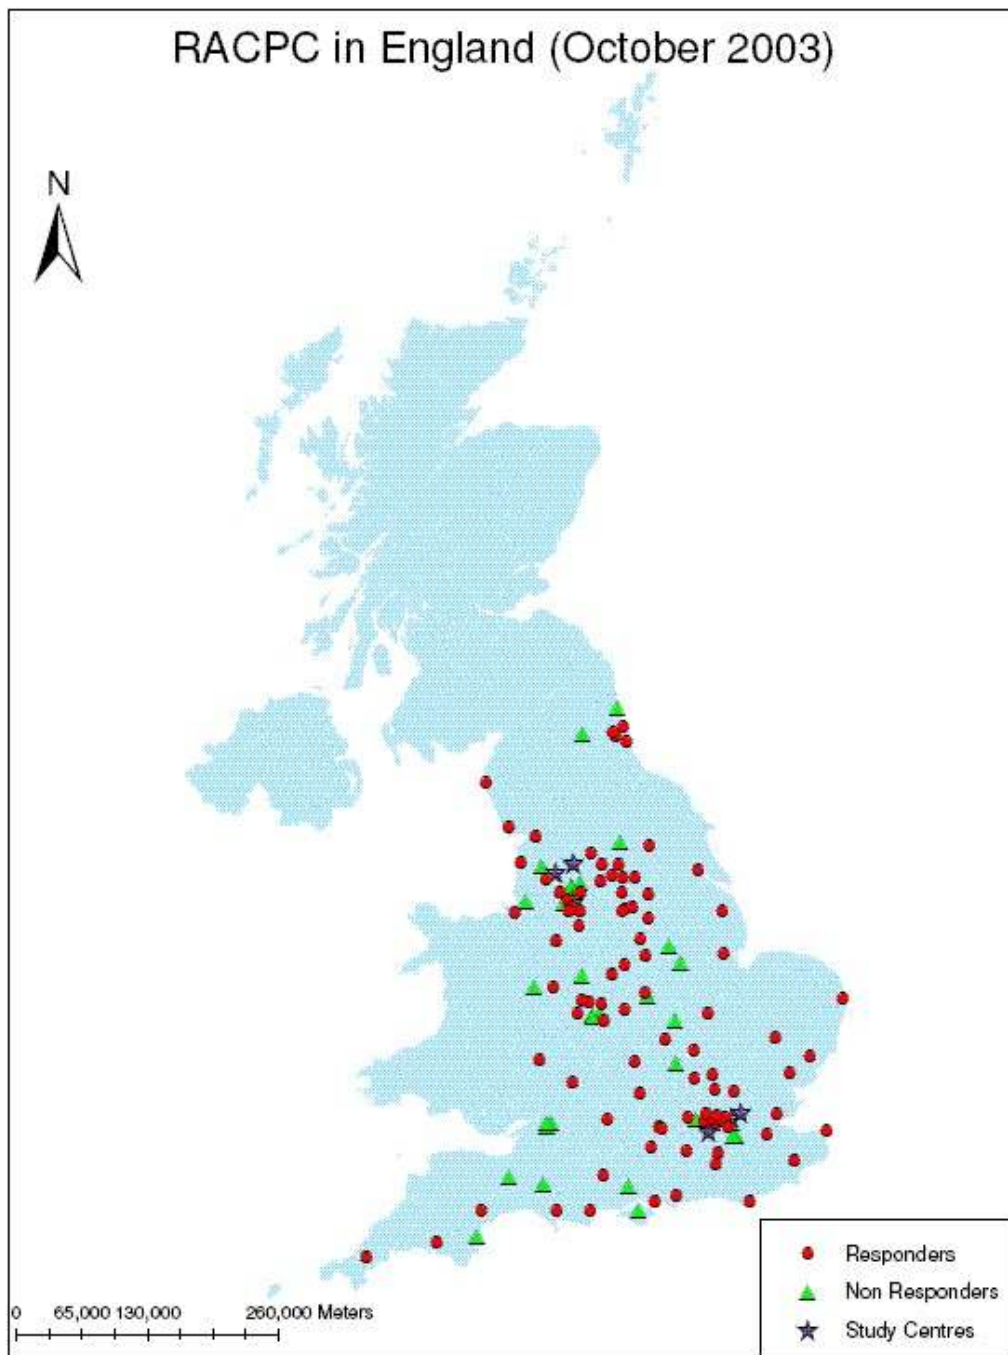 RACPC in England (October 2003)
N
Responders
Non Responders
Study Centres
0 65,000 130,000 260,000 Meters